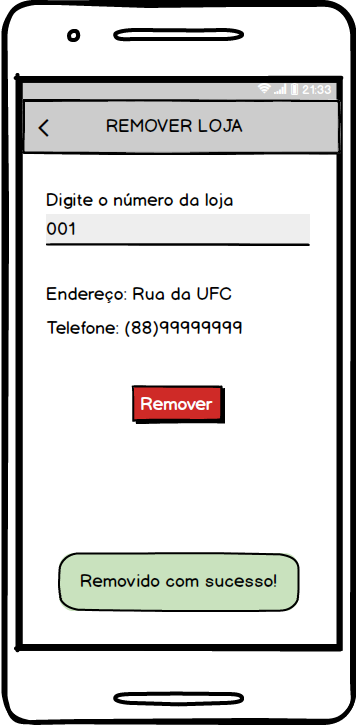 21:33
REMOVER LOJA
Digite o número da loja
001
Endereço: Rua da UFC
Telefone: (88)99999999
Remover
Removido com sucesso!